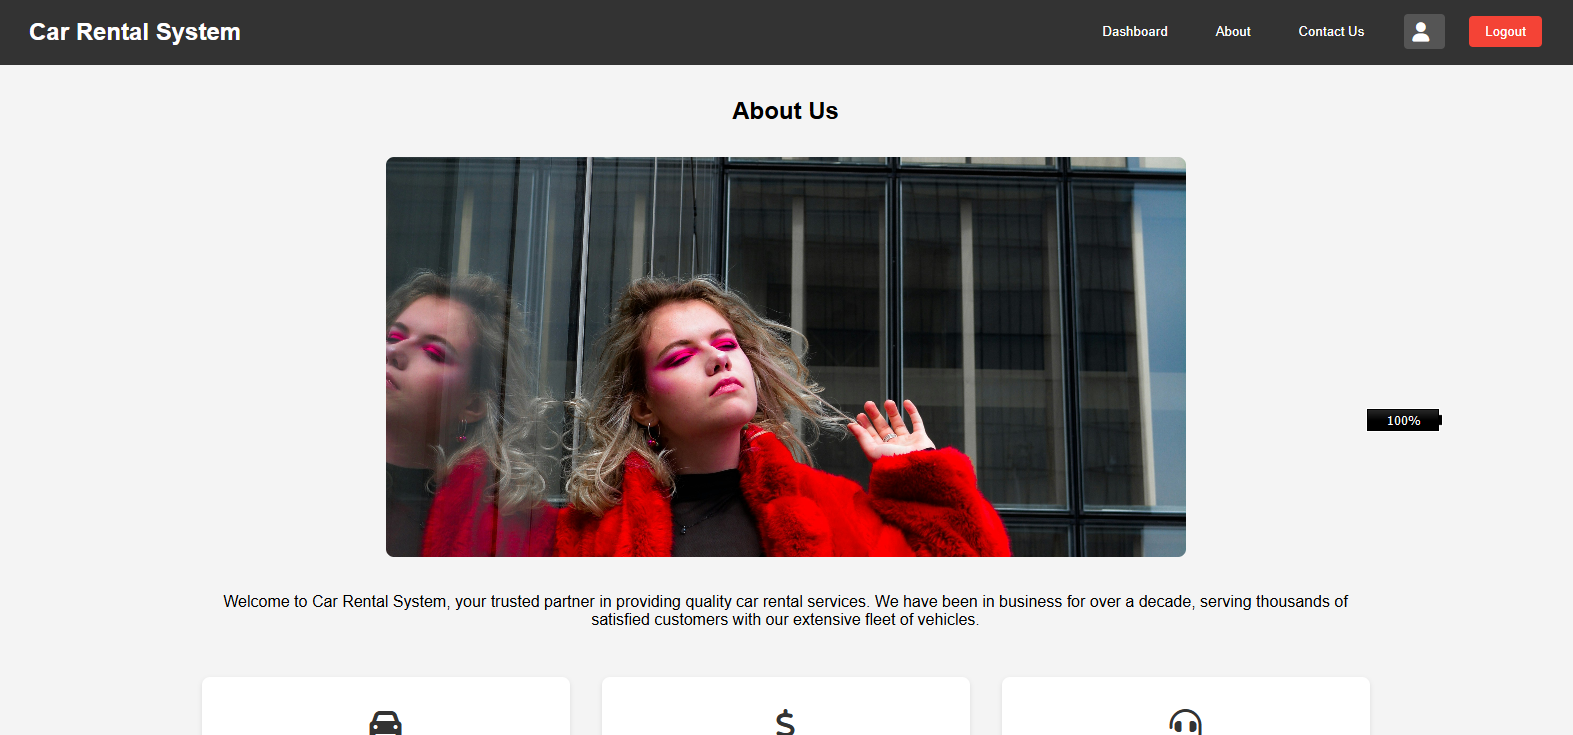 Car Rental System
Dashboard
About
Contact Us
Logout
About Us
100%
Welcome to Car Rental System, your trusted partner in providing quality car rental services. We have been in business for over a decade, serving thousands of
satisfied customers with our extensive fleet of vehicles.
$